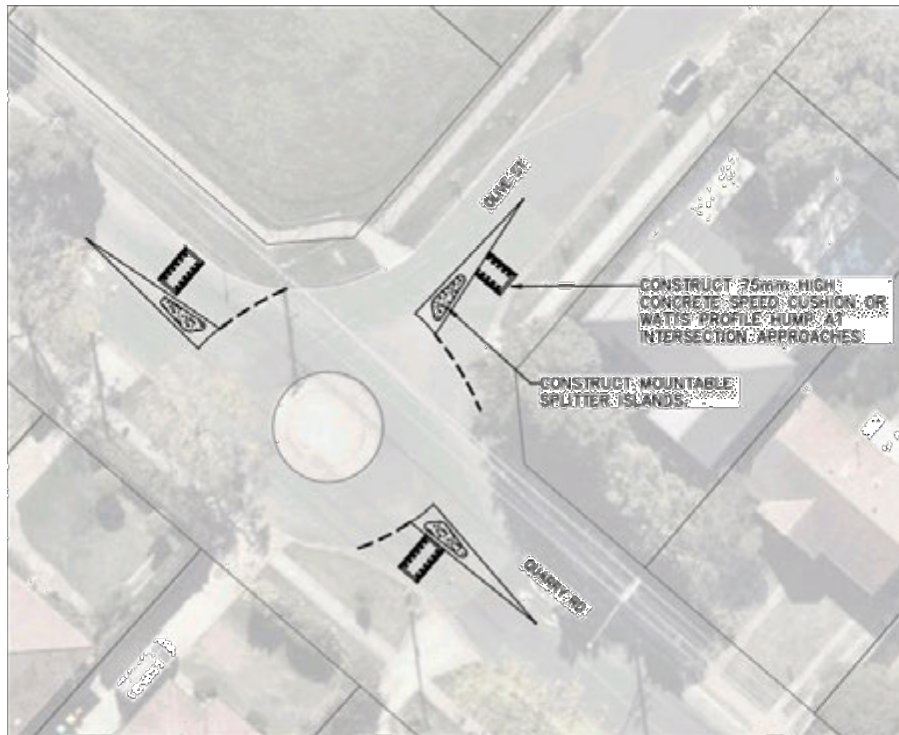 OLIVE ST
CONSTRUCT 75mm HIGH
CONCRETE SPEED CUSHION OR
WATTS PROFILE HUMP AT
INTERSECTION APPROACHES
CONSTRUCT MOUNTABLE
SPLITTER ISLANDS.
QUARRY RD